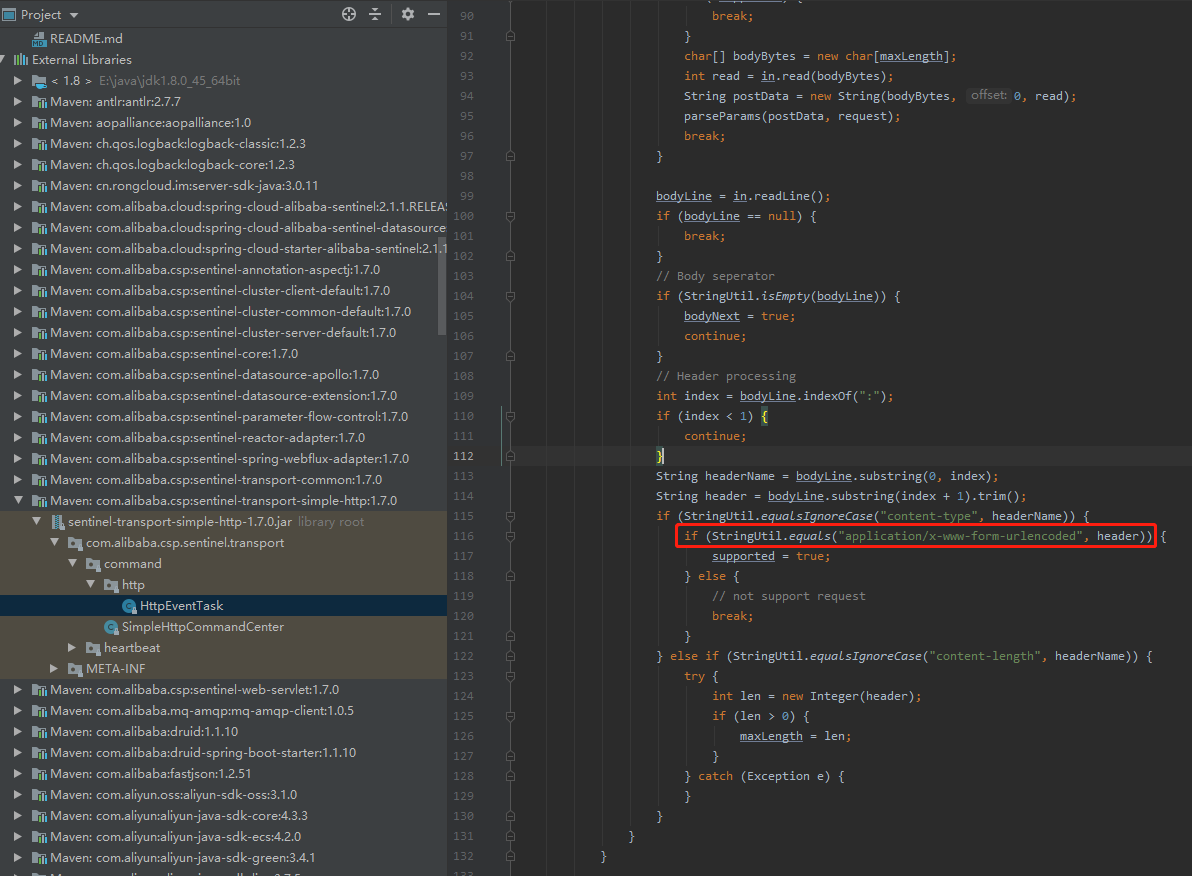 Project
README.md
External Libraries
< 1.8 > E:\java\jdk1.8.0_45_64bit
Maven: antlr:antlr:2.7.7
Maven: aopalliance:aopalliance:1.0
Maven: ch.qos.logback:logback-classic:1.2.3
Maven: ch.qos.logback:logback-core:1.2.3
Maven: cn.rongcloud.im:server-sdk-java:3.0.11
Maven: com.alibaba.cloud:spring-cloud-alibaba-sentinel:2.1.1.RELEAS
Maven: com.alibaba.cloud:spring-cloud-alibaba-sentinel-datasource
Maven: com.alibaba.cloud:spring-cloud-starter-alibaba-sentinel:2.1.1
Maven: com.alibaba.csp:sentinel-annotation-aspectj:1.7.0
Maven: com.alibaba.csp:sentinel-cluster-client-default:1.7.0
Maven: com.alibaba.csp:sentinel-cluster-common-default:1.7.0
Maven: com.alibaba.csp:sentinel-cluster-server-default:1.7.0
Maven: com.alibaba.csp:sentinel-core:1.7.0
Maven: com.alibaba.csp:sentinel-datasource-apollo:1.7.0
Maven: com.alibaba.csp:sentinel-datasource-extension:1.7.0
Maven: com.alibaba.csp:sentinel-parameter-flow-control:1.7.0
Maven: com.alibaba.csp:sentinel-reactor-adapter:1.7.0
Maven: com.alibaba.csp:sentinel-spring-webflux-adapter:1.7.0
Maven: com.alibaba.csp:sentinel-transport-common:1.7.0
Maven: com.alibaba.csp:sentinel-transport-simple-http:1.7.0
sentinel-transport-simple-http-1.7.0.jar library root
com.alibaba.csp.sentinel.transport
command
http
HttpEventTask
SimpleHttpCommandCenter
heartbeat
META-INF
Maven: com.alibaba.csp:sentinel-web-servlet:1.7.0
Maven: com.alibaba.mq-amqp:mq-amqp-client:1.0.5
Maven: com.alibaba:druid:1.1.10
Maven: com.alibaba:druid-spring-boot-starter:1.1.10
Maven: com.alibaba:fastjson:1.2.51
Maven: com.aliyun.oss:aliyun-sdk-oss:3.1.0
Maven: com.aliyun:aliyun-java-sdk-core:4.3.3
Maven: com.aliyun:aliyun-java-sdk-ecs:4.2.0
Maven: com.aliyun:aliyun-java-sdk-green:3.4.1
90 break;
91 }
92 char[] bodyBytes = new char[maxLength];
93 int read = in.read(bodyBytes);
94 String postData = new String(bodyBytes, offset: 0, read);
95 parseParams(postData, request);
96 break;
97 }
98
99 bodyLine = in.readLine();
100 if (bodyLine == null) {
101 break;
102 }
103 // Body seperator
104 if (StringUtil.isEmpty(bodyLine)) {
105 bodyNext = true;
106 continue;
107 }
108 // Header processing
109 int index = bodyLine.indexOf(":");
110 if (index < 1) {
111 continue;
112 }
113 String headerName = bodyLine.substring(0, index);
114 String header = bodyLine.substring(index + 1).trim();
115 if (StringUtil.equalsIgnoreCase("content-type", headerName)) {
116 if (StringUtil.equals("application/x-www-form-urlencoded", header)) {
117 supported = true;
118 } else {
119 // not support request
120 break;
121 }
122 } else if (StringUtil.equalsIgnoreCase("content-length", headerName)) {
123 try {
124 int len = new Integer(header);
125 if (len > 0) {
126 maxLength = len;
127 }
128 } catch (Exception e) {
129 }
130 }
131 }
132 }